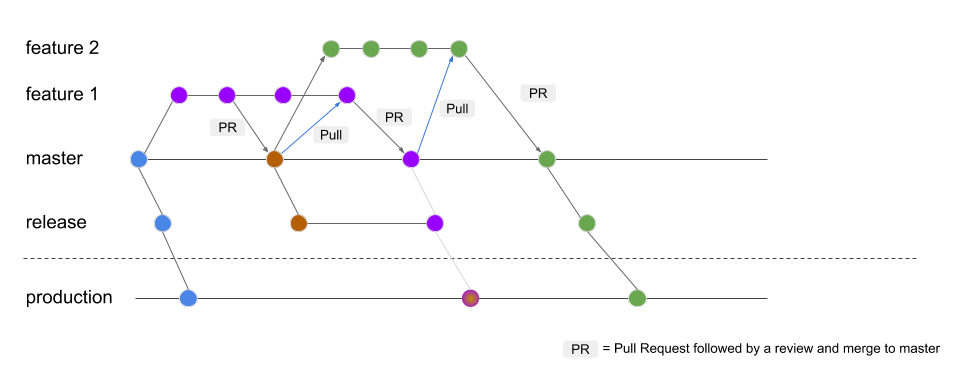 feature 2
feature 1
PR
PR
Pull
Pull
PR
master
release
production
PR = Pull Request followed by a review and merge to master